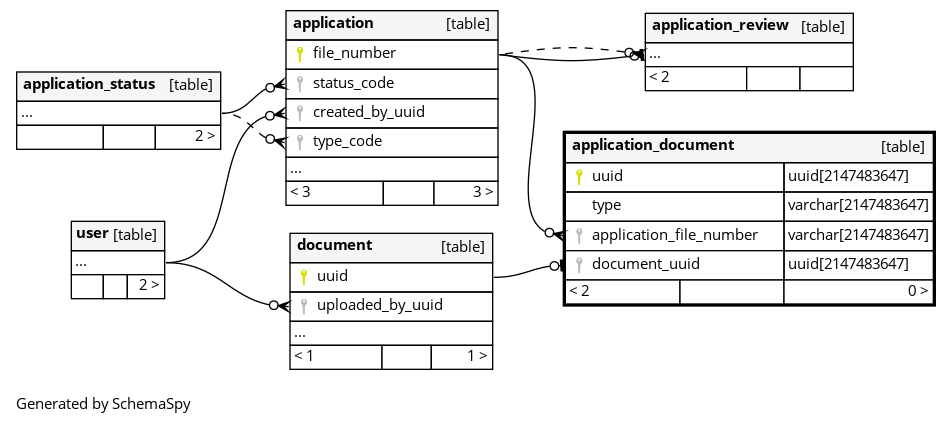 application [table]
file_number
status_code
created_by_uuid
type_code
...
< 3 3 >
application_review [table]
...
< 2
application_status [table]
...
2 >
application_document [table]
uuid uuid[2147483647]
type varchar[2147483647]
application_file_number varchar[2147483647]
document_uuid uuid[2147483647]
< 2 0 >
user [table]
...
2 >
document [table]
uuid
uploaded_by_uuid
...
< 1 1 >
Generated by SchemaSpy